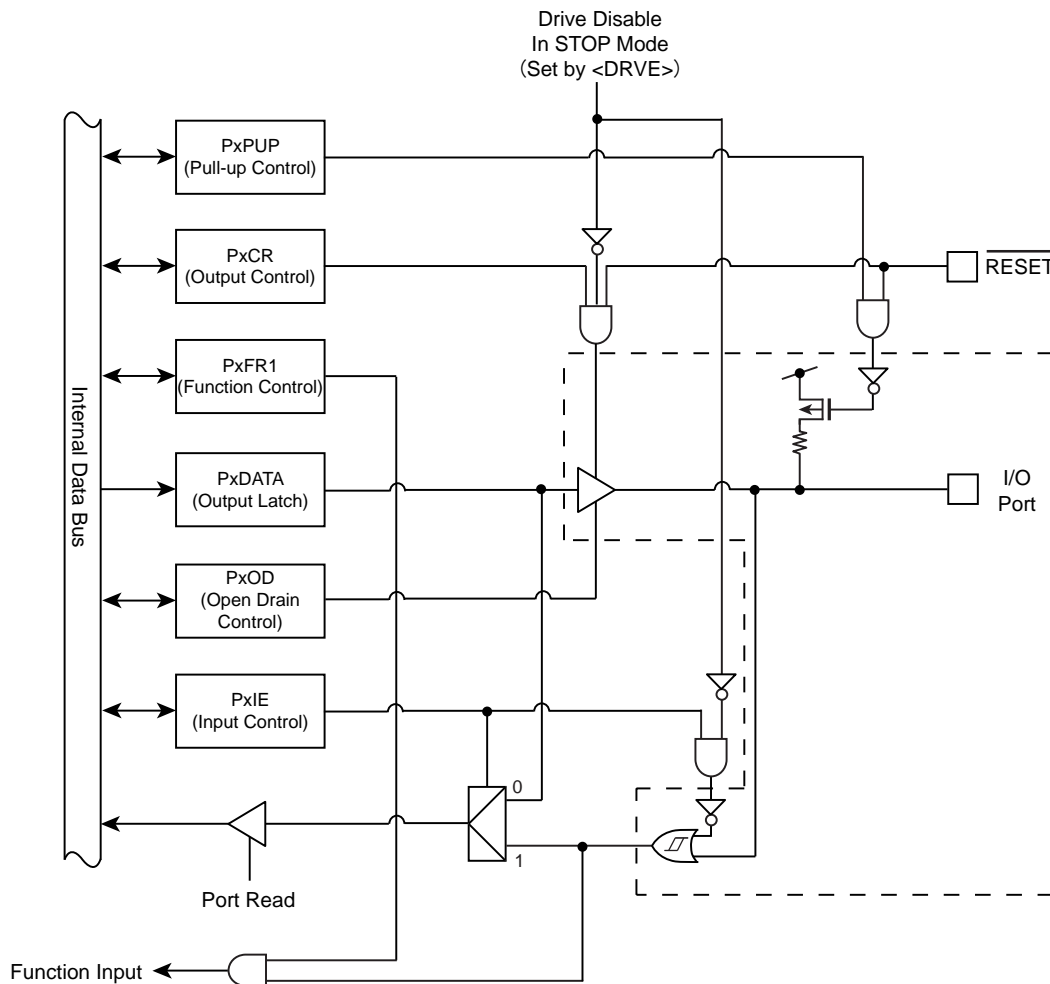 Drive Disable
In STOP Mode
(Set by <DRVE>)
PxPUP
(Pull-up Control)
PxCR
(Output Control)
RESET
PxFR1
(Function Control)
Internal Data Bus
PxDATA
(Output Latch)
I/O
Port
PxOD
(Open Drain
Control)
PxIE
(Input Control)
0
1
Port Read
Function Input